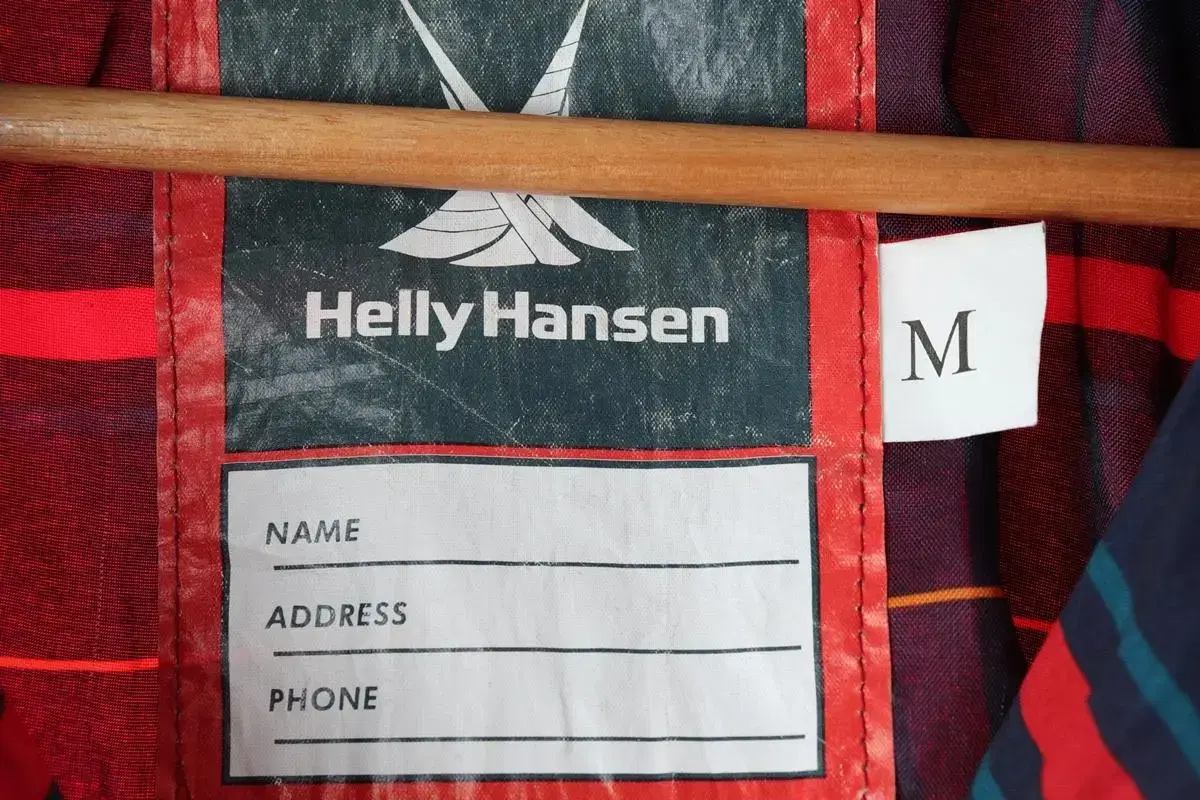 Helly Hansen
M
NAME
ADDRESS
PHONE